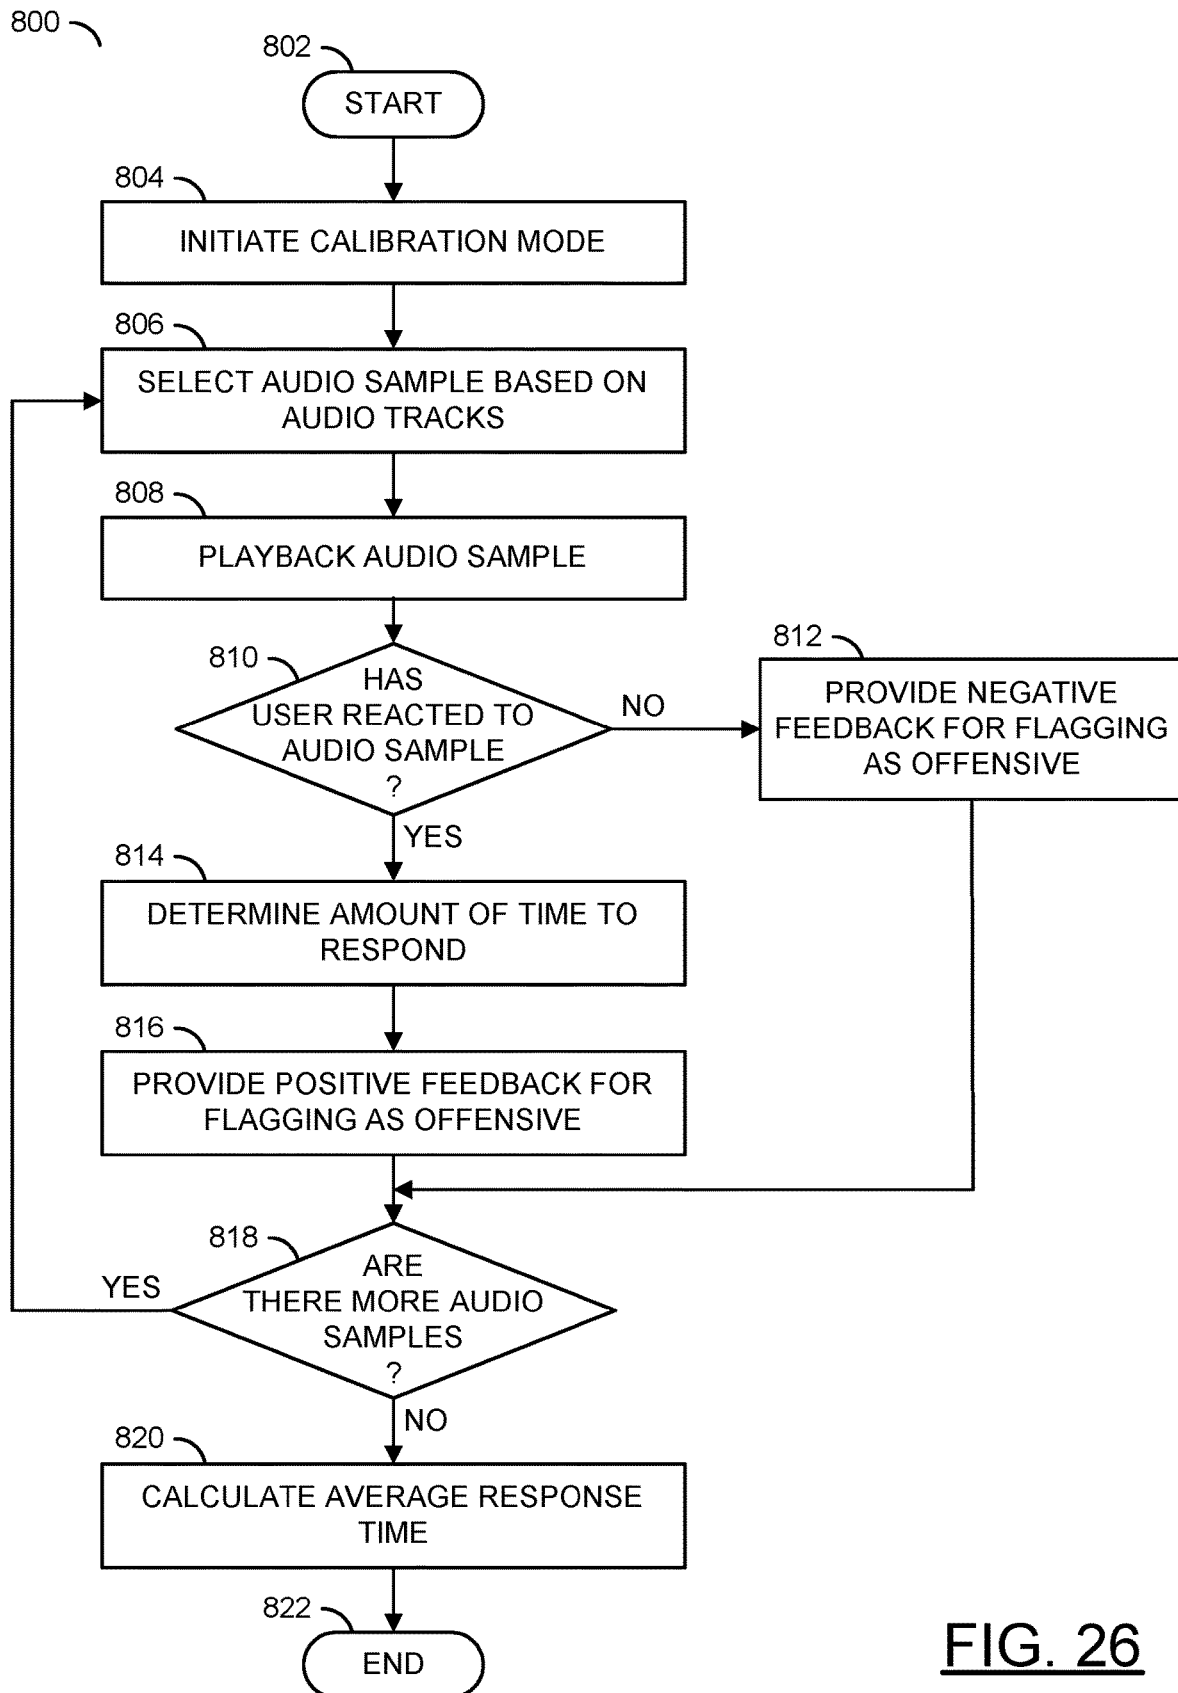 800
802
START
804
INITIATE CALIBRATION MODE
806
SELECT AUDIO SAMPLE BASED ON
AUDIO TRACKS
808
PLAYBACK AUDIO SAMPLE
810
HAS
USER REACTED TO
AUDIO SAMPLE
?
NO
812
PROVIDE NEGATIVE
FEEDBACK FOR FLAGGING
AS OFFENSIVE
YES
814
DETERMINE AMOUNT OF TIME TO
RESPOND
816
PROVIDE POSITIVE FEEDBACK FOR
FLAGGING AS OFFENSIVE
818
ARE
THERE MORE AUDIO
SAMPLES
?
YES
NO
820
CALCULATE AVERAGE RESPONSE
TIME
822
END
FIG. 26